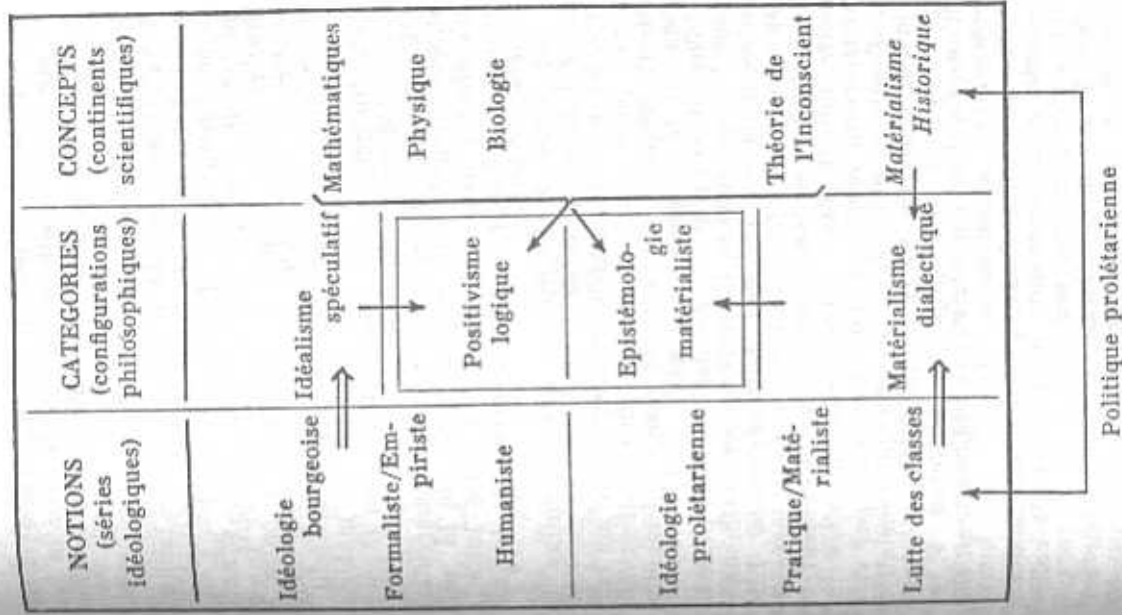 NOTIONS
(séries
idéologiques)
CATEGORIES
(configurations
philosophiques)
CONCEPTS
(continents
scientifiques)
Idéologie
bourgeoise
Formaliste/Em-
piriste
Humaniste
Idéologie
prolétarienne
Pratique/Maté-
rialiste
Lutte des classes
Idéalisme
spéculatif
Positivisme
logique
Epistémolo-
gie
matérialiste
Matérialisme
dialectique
Mathématiques
Physique
Biologie
Théorie de
l'Inconscient
Matérialisme
Historique
Politique prolétarienne